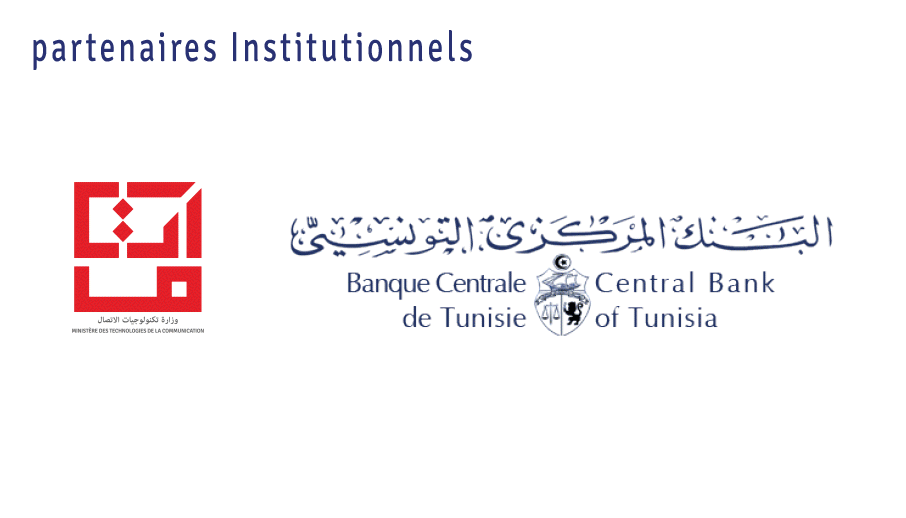 partenaires Institutionnels
وزارة تكنولوجيات الاتصال
MINISTÈRE DES TECHNOLOGIES DE LA COMMUNICATION
البنك المركزي التونسي
Banque Centrale Central Bank
de Tunisie of Tunisia